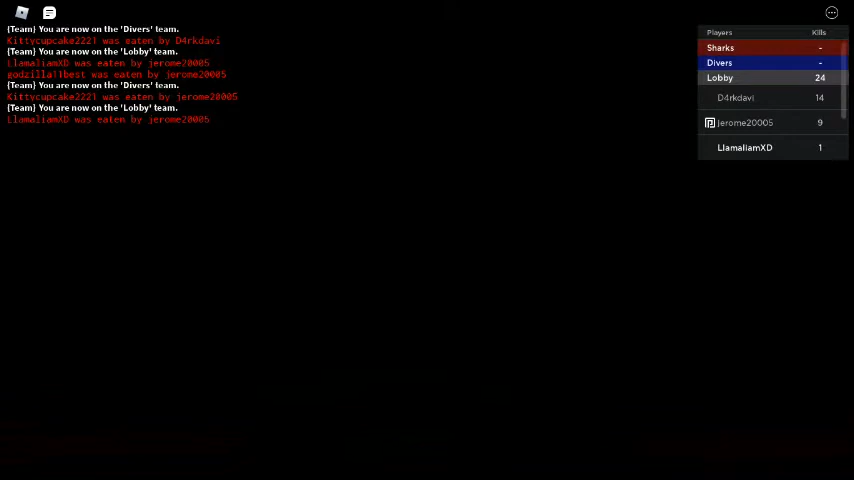 {Team} You are now on the 'Divers' team.
Kittycupcake2221 was eaten by D4rkdavi
{Team} You are now on the 'Lobby' team.
LlamaliamXD was eaten by jerome20005
godzilla11best was eaten by jerome20005
{Team} You are now on the 'Divers' team.
Kittycupcake2221 was eaten by jerome20005
{Team} You are now on the 'Lobby' team.
LlamaliamXD was eaten by jerome20005
Players Kills
Sharks -
Divers -
Lobby 24
D4rkdavi 14
jerome20005 9
LlamaliamXD 1